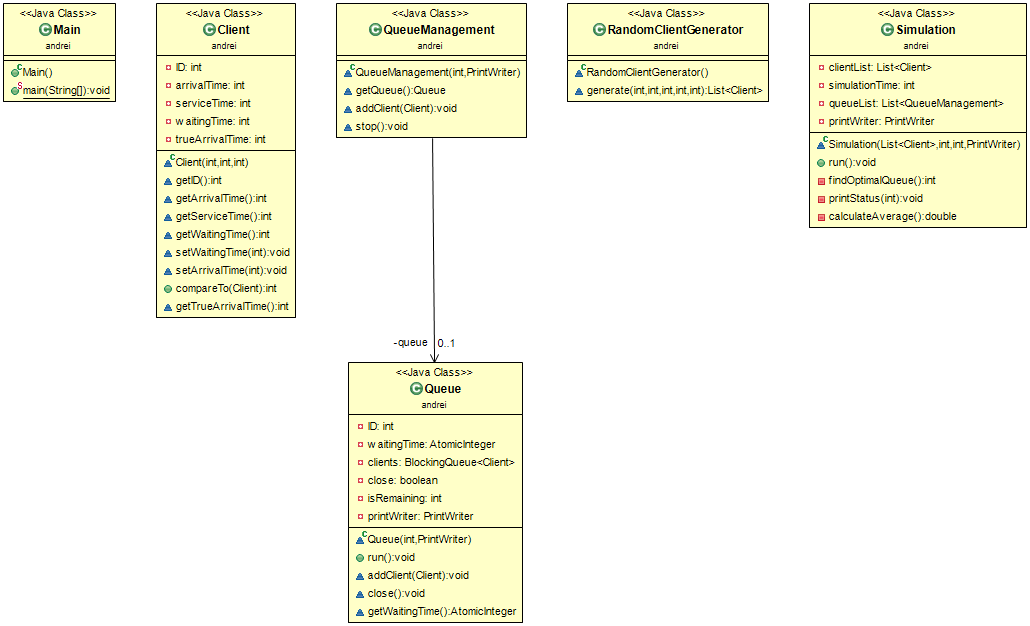 <<Java Class>>
Main
andrei
Main()
main(String[]):void
<<Java Class>>
Client
andrei
ID: int
arrivalTime: int
serviceTime: int
waitingTime: int
trueArrivalTime: int
Client(int,int,int)
getID():int
getArrivalTime():int
getServiceTime():int
getWaitingTime():int
setWaitingTime(int):void
setArrivalTime(int):void
compareTo(Client):int
getTrueArrivalTime():int
<<Java Class>>
QueueManagement
andrei
QueueManagement(int,PrintWriter)
getQueue():Queue
addClient(Client):void
stop():void
<<Java Class>>
RandomClientGenerator
andrei
RandomClientGenerator()
generate(int,int,int,int,int):List<Client>
<<Java Class>>
Simulation
andrei
clientList: List<Client>
simulationTime: int
queueList: List<QueueManagement>
printWriter: PrintWriter
Simulation(List<Client>,int,int,PrintWriter)
run():void
findOptimalQueue():int
printStatus(int):void
calculateAverage():double
-queue 0..1
<<Java Class>>
Queue
andrei
ID: int
waitingTime: AtomicInteger
clients: BlockingQueue<Client>
close: boolean
isRemaining: int
printWriter: PrintWriter
Queue(int,PrintWriter)
run():void
addClient(Client):void
close():void
getWaitingTime():AtomicInteger